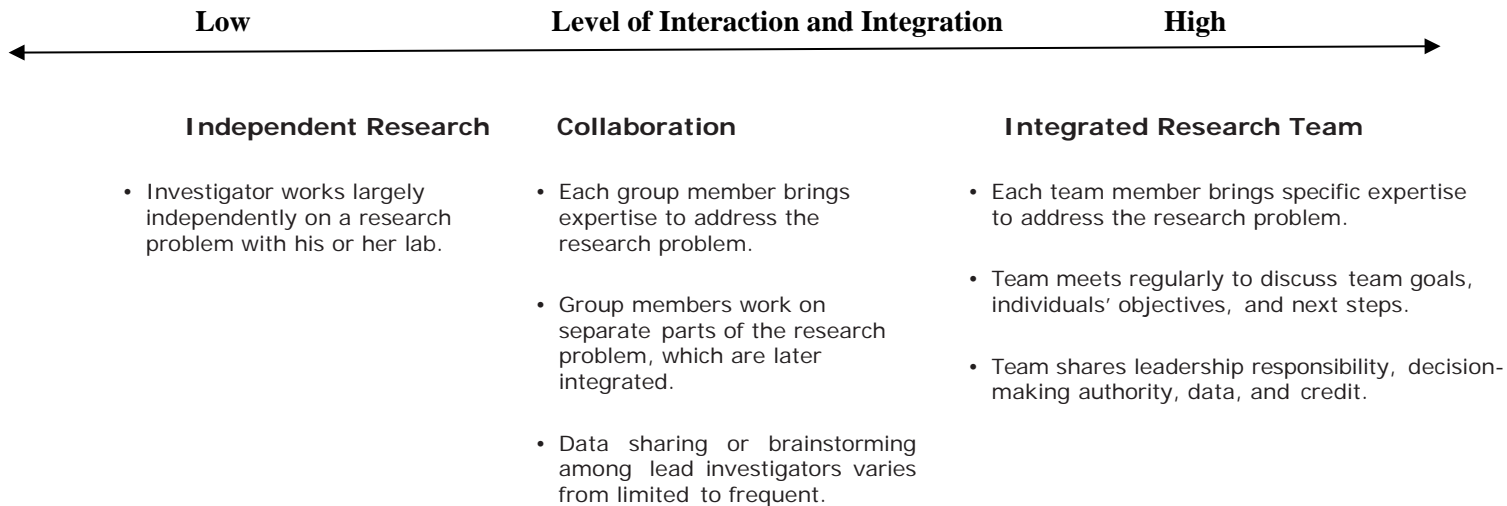 Low Level of Interaction and Integration High
Independent Research
• Investigator works largely
independently on a research
problem with his or her lab.
Collaboration
• Each group member brings
expertise to address the
research problem.
• Group members work on
separate parts of the research
problem, which are later
integrated.
• Data sharing or brainstorming
among lead investigators varies
from limited to frequent.
Integrated Research Team
• Each team member brings specific expertise
to address the research problem.
• Team meets regularly to discuss team goals,
individuals’ objectives, and next steps.
• Team shares leadership responsibility, decision-
making authority, data, and credit.